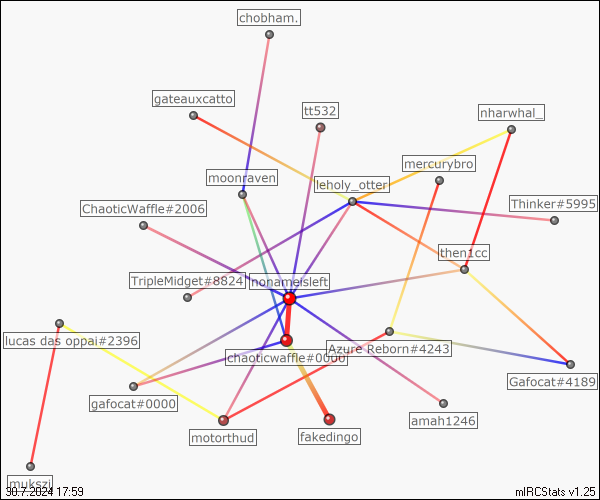 chobham.
gateauxcatto
tt532
nharwhal_
mercurybro
moonraven
leholy_otter
ChaoticWaffle#2006
Thinker#5995
then1cc
TripleMidget#8824
nonameisleft
lucas das oppai#2396
chaoticwaffle#0000
Azure Reborn#4243
Gafocat#4189
gafocat#0000
amah1246
motorthud
fakedingo
mukszi
30.7.2024 17:59
mIRCStats v1.25